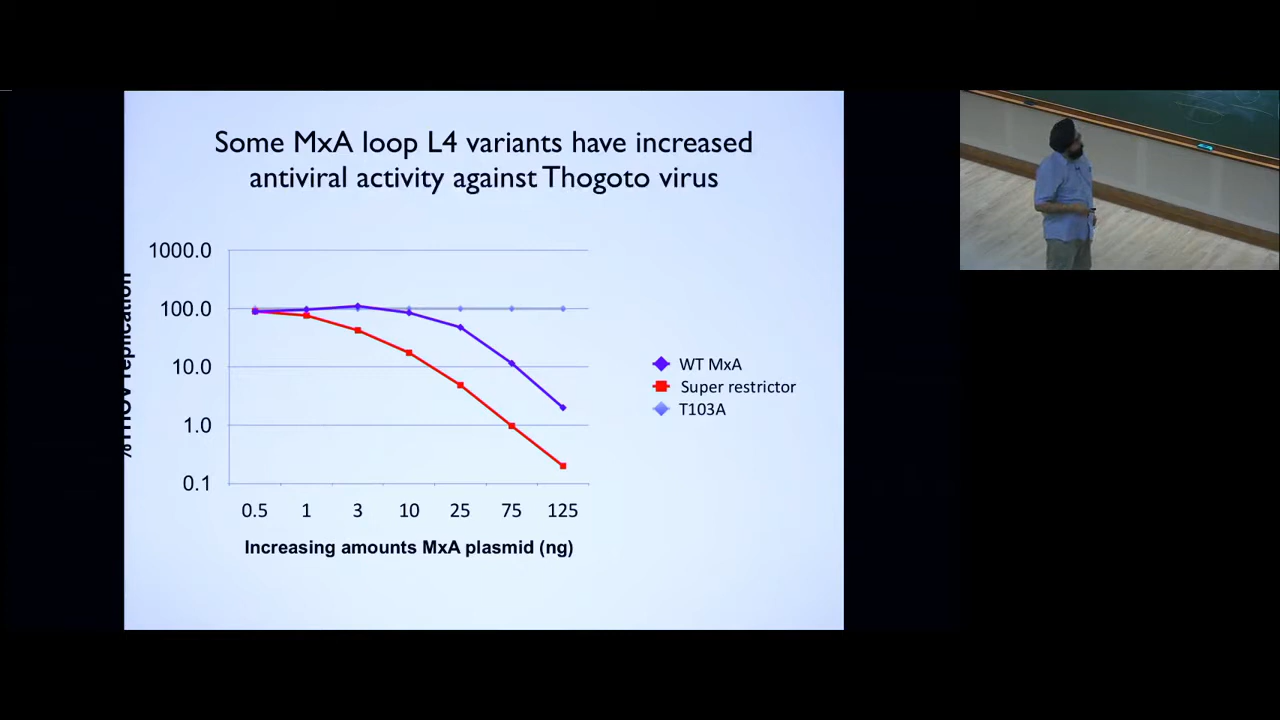 Some MxA loop L4 variants have increased
antiviral activity against Thogoto virus
1000.0
100.0
10.0
1.0
0.1
%THOV replication
0.5 1 3 10 25 75 125
Increasing amounts MxA plasmid (ng)
WT MxA
Super restrictor
T103A